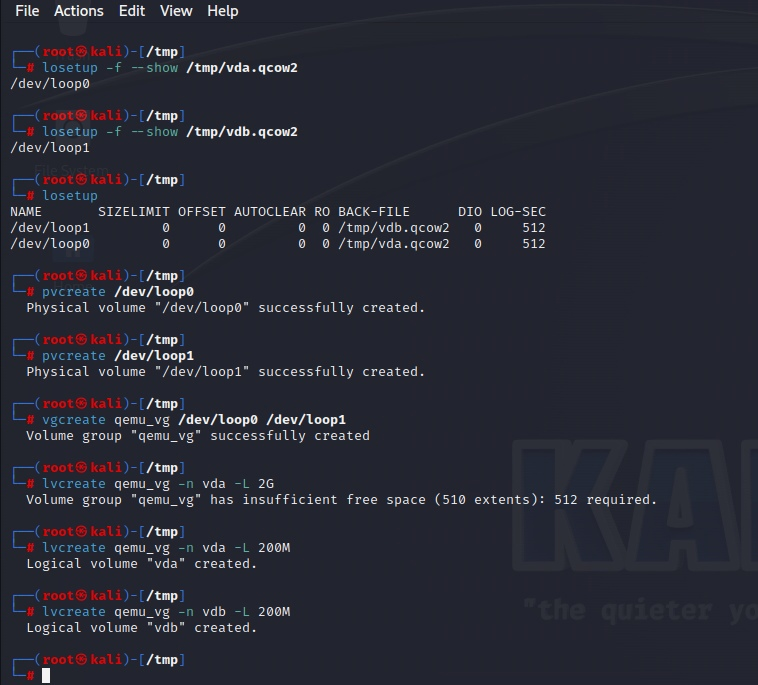 File Actions Edit View Help
┌──(root㉿kali)-[/tmp]
└─# losetup -f --show /tmp/vda.qcow2
/dev/loop0
┌──(root㉿kali)-[/tmp]
└─# losetup -f --show /tmp/vdb.qcow2
/dev/loop1
┌──(root㉿kali)-[/tmp]
└─# losetup
NAME       SIZELIMIT OFFSET AUTOCLEAR RO BACK-FILE      DIO LOG-SEC
/dev/loop1         0      0         0  0 /tmp/vdb.qcow2   0     512
/dev/loop0         0      0         0  0 /tmp/vda.qcow2   0     512
┌──(root㉿kali)-[/tmp]
└─# pvcreate /dev/loop0
  Physical volume "/dev/loop0" successfully created.
┌──(root㉿kali)-[/tmp]
└─# pvcreate /dev/loop1
  Physical volume "/dev/loop1" successfully created.
┌──(root㉿kali)-[/tmp]
└─# vgcreate qemu_vg /dev/loop0 /dev/loop1
  Volume group "qemu_vg" successfully created
┌──(root㉿kali)-[/tmp]
└─# lvcreate qemu_vg -n vda -L 2G
  Volume group "qemu_vg" has insufficient free space (510 extents): 512 required.
┌──(root㉿kali)-[/tmp]
└─# lvcreate qemu_vg -n vda -L 200M
  Logical volume "vda" created.
┌──(root㉿kali)-[/tmp]
└─# lvcreate qemu_vg -n vdb -L 200M
  Logical volume "vdb" created.
┌──(root㉿kali)-[/tmp]
└─#
KAL
"the quieter yo